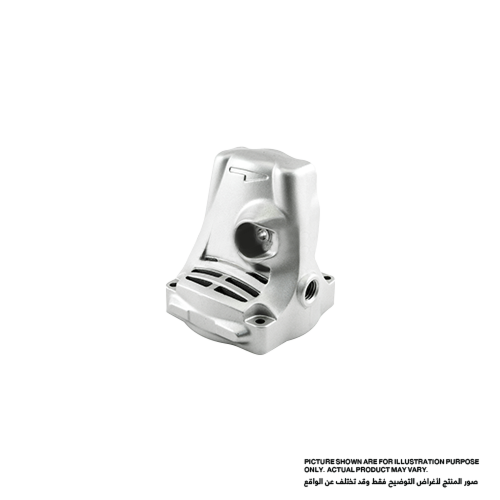 PICTURE SHOWN ARE FOR ILLUSTRATION PURPOSE
ONLY. ACTUAL PRODUCT MAY VARY.
صور المنتج لأغراض التوضيح فقط وقد تختلف عن الواقع